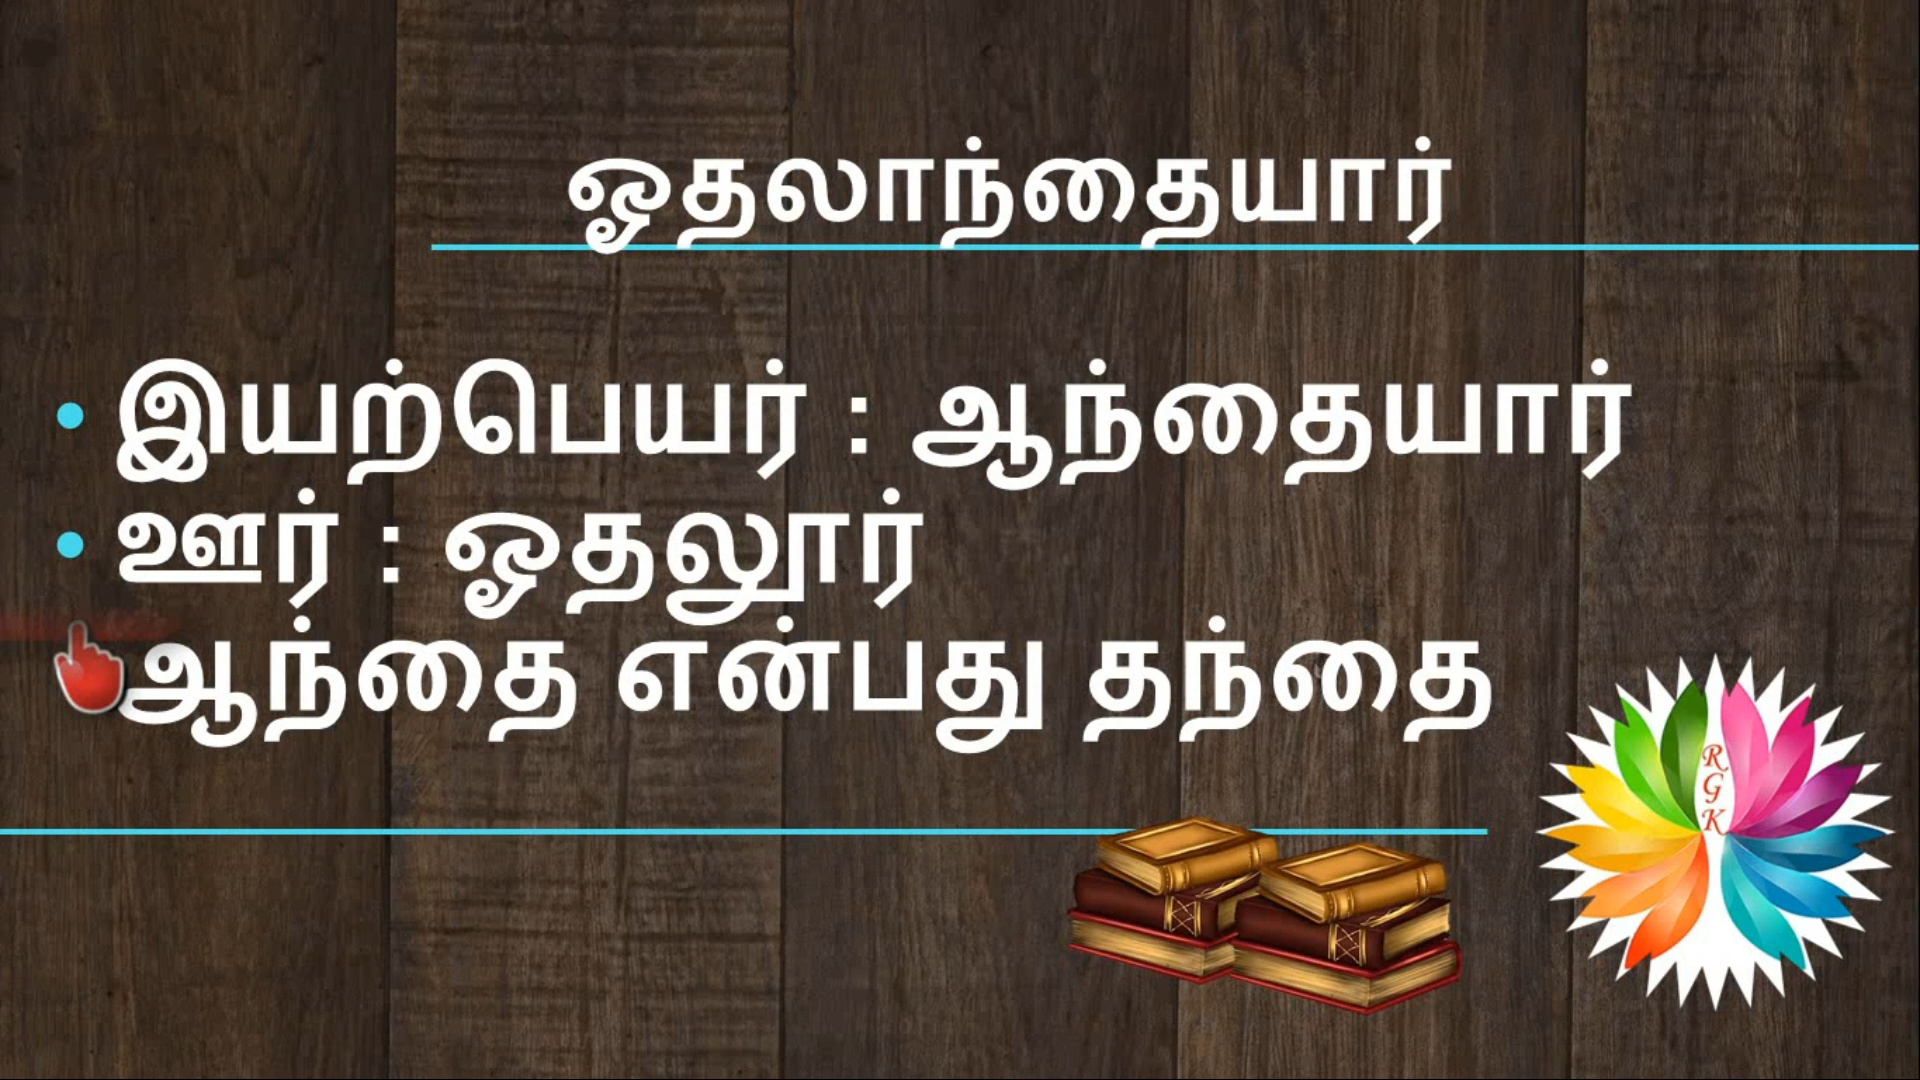 ஓதலாந்தையார்
இயற்பெயர் : ஆந்தையார்
ஊர் : ஓதலூர்
ஆந்தை என்பது தந்தை
RGK